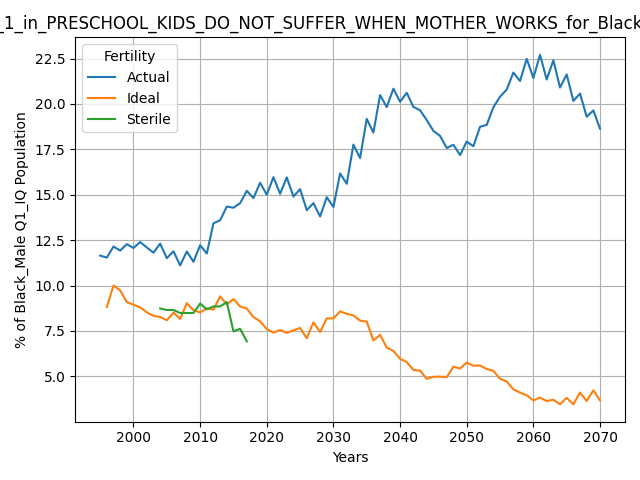 _1_in_PRESCHOOL_KIDS_DO_NOT_SUFFER_WHEN_MOTHER_WORKS_for_Black
Fertility
Actual
Ideal
Sterile
% of Black_Male Q1_IQ Population
22.5
20.0
17.5
15.0
12.5
10.0
7.5
5.0
2000 2010 2020 2030 2040 2050 2060 2070
Years